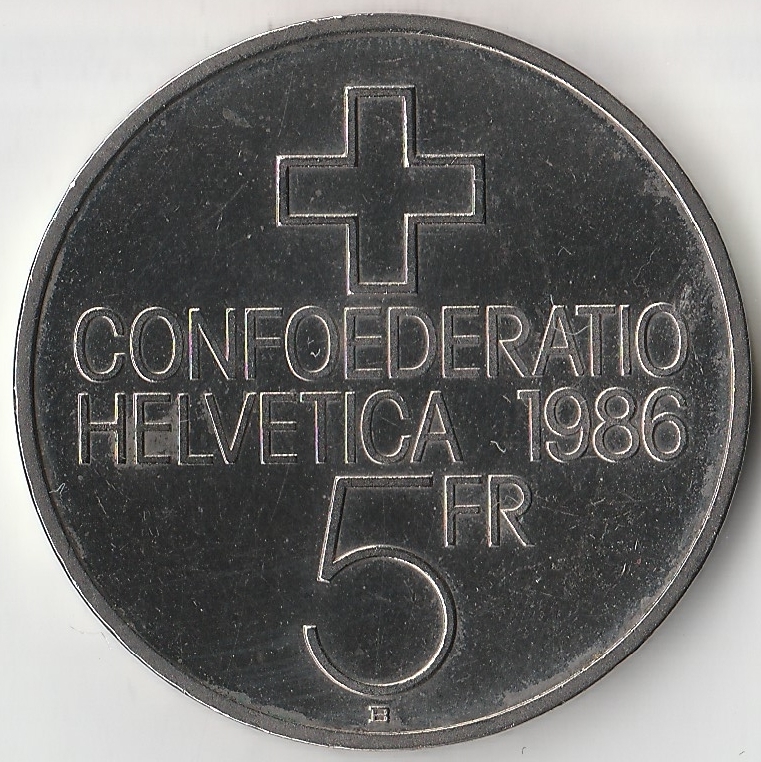 CONFOEDERATIO
HELVETICA 1986
5 FR
B